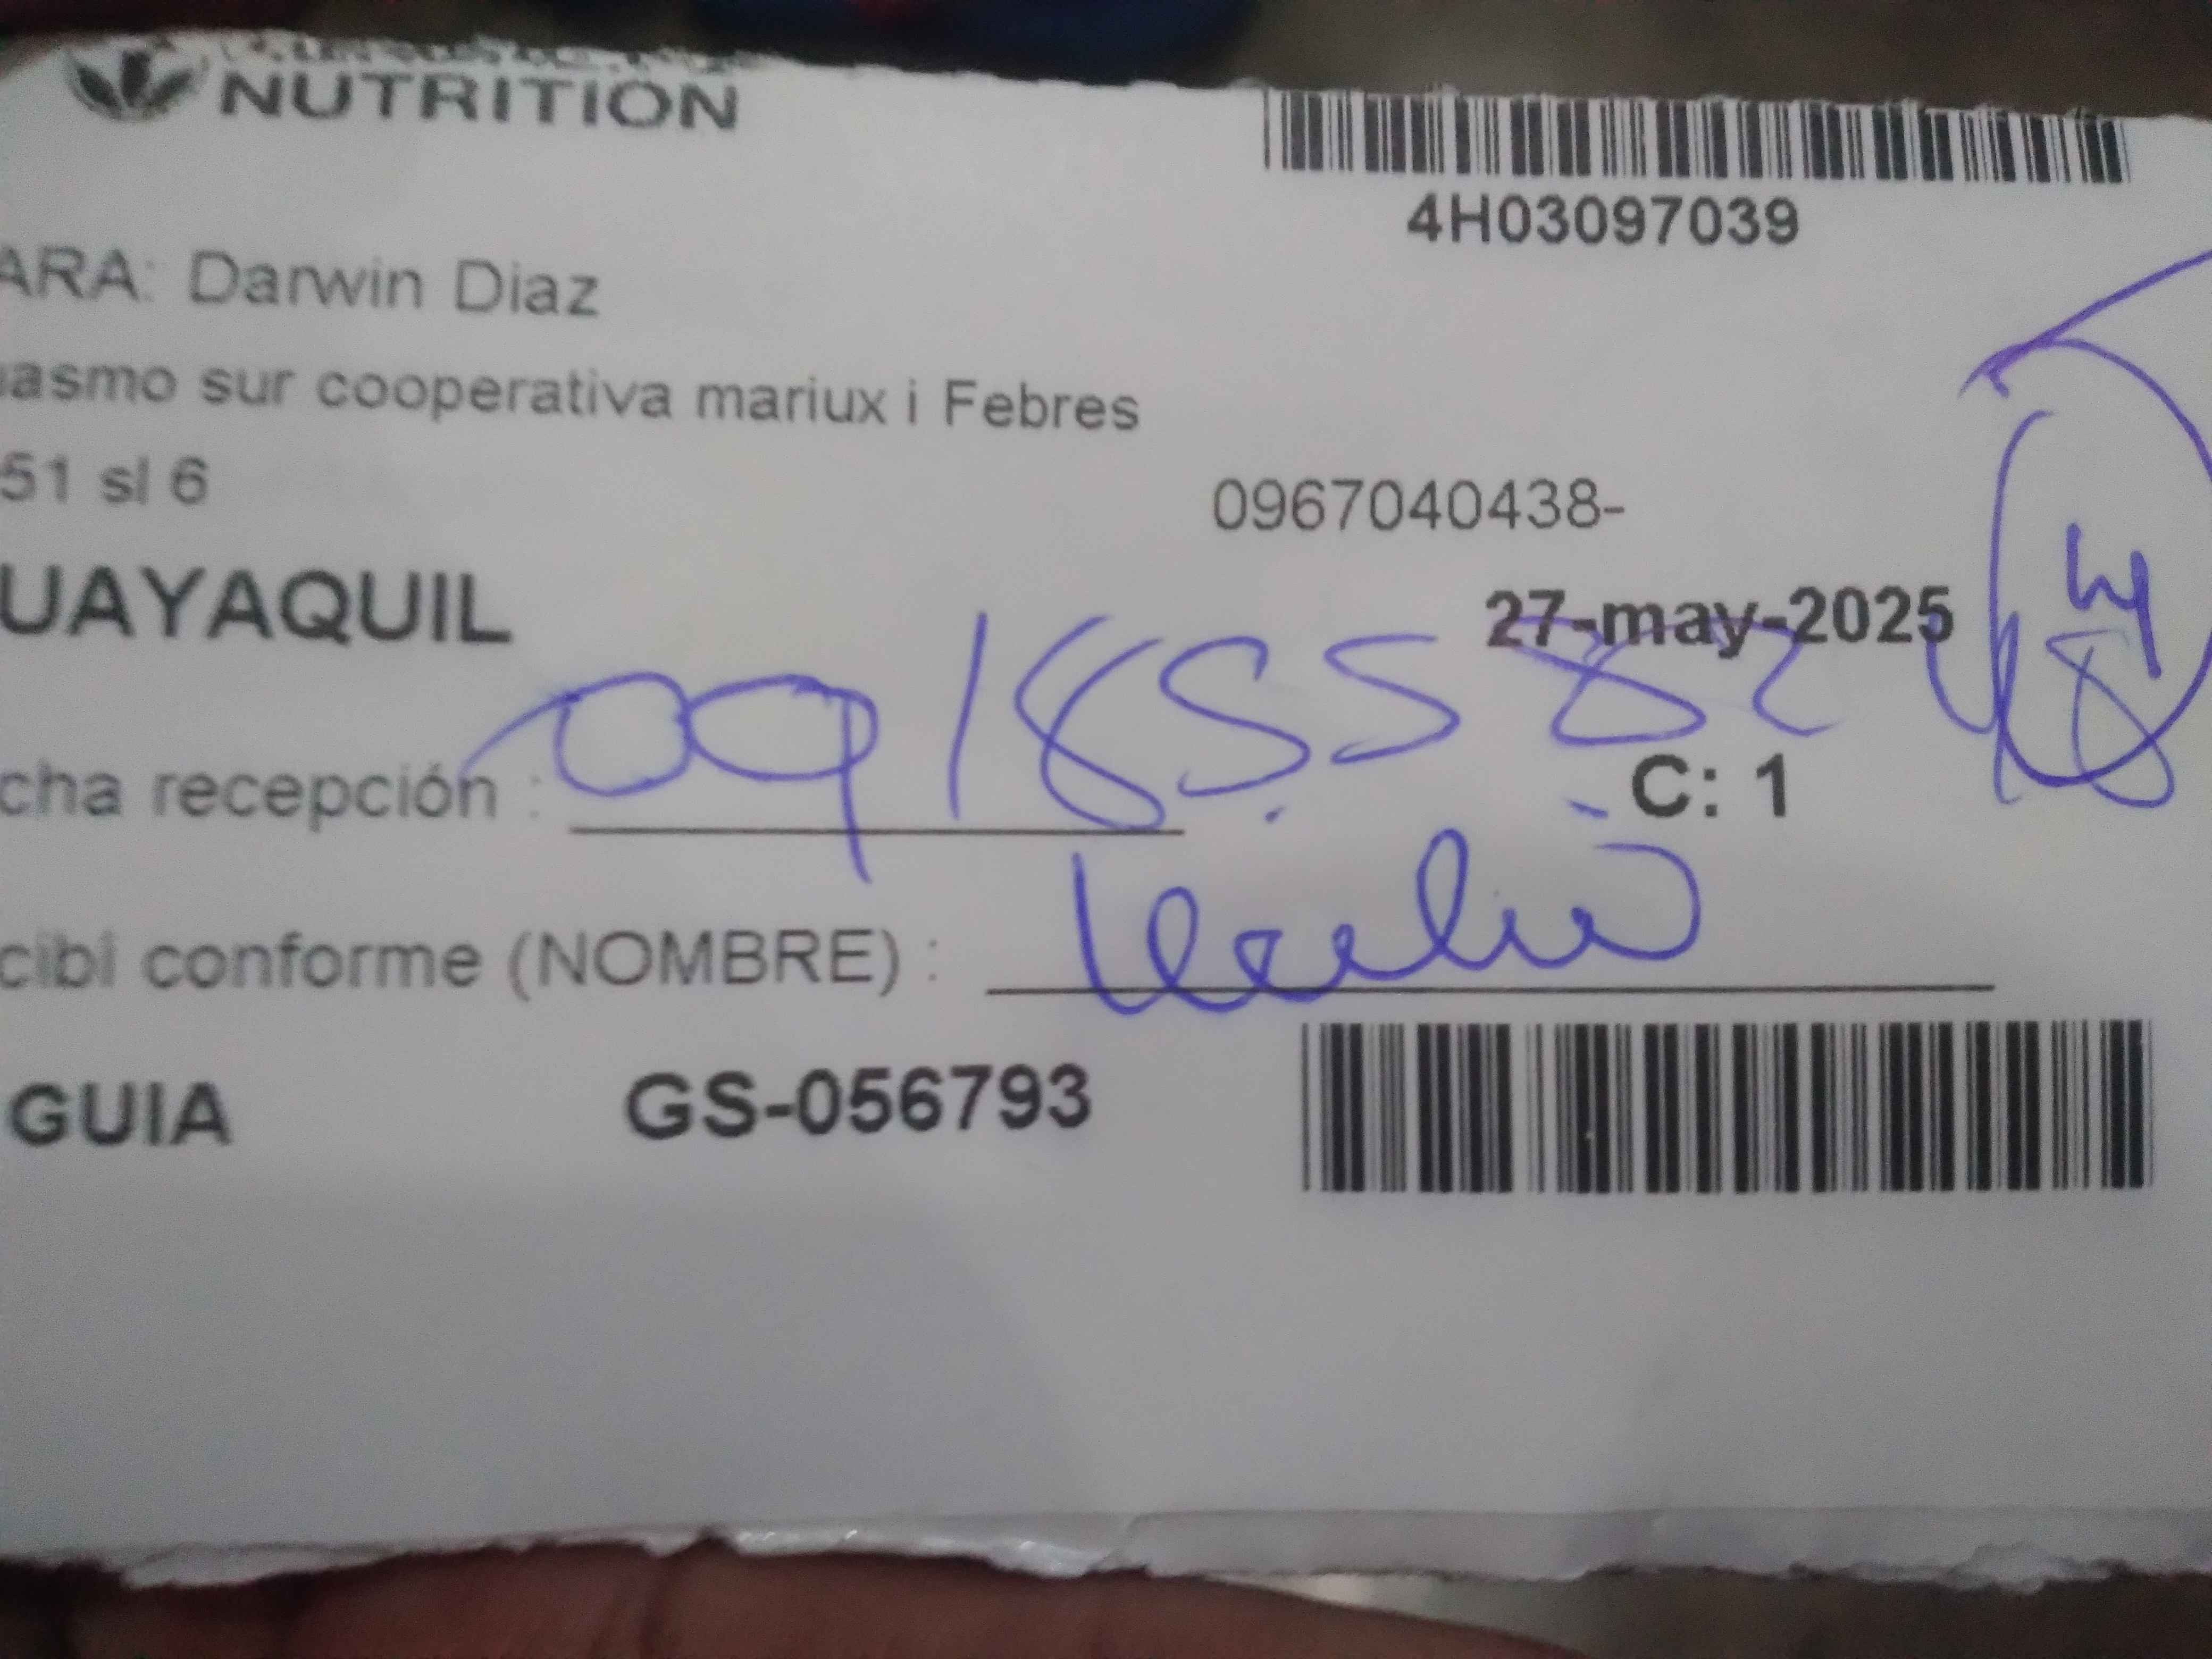 NUTRITION
4H03097039
ARA: Darwin Diaz
uasmo sur cooperativa mariux i Febres
51 sl 6
0967040438-
UAYAQUIL
27-may-2025
cha recepción :
C: 1
cibi conforme (NOMBRE) :
GUIA GS-056793